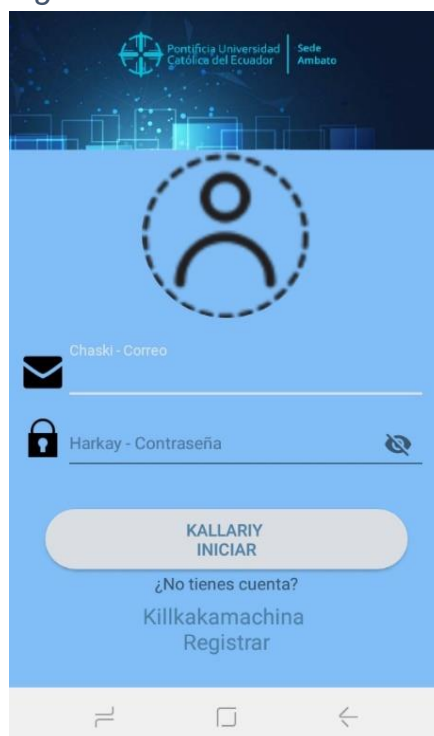 Pontificia Universidad
Católica del Ecuador
Sede
Ambato
Chaski - Correo
Harkay - Contraseña
KALLARIY
INICIAR
¿No tienes cuenta?
Killkakamachina
Registrar